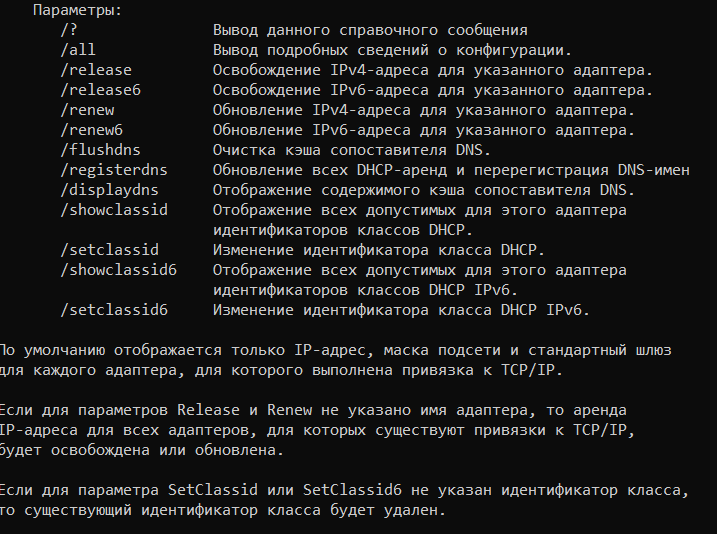 Параметры:
/? Вывод данного справочного сообщения
/all Вывод подробных сведений о конфигурации.
/release Освобождение IPv4-адреса для указанного адаптера.
/release6 Освобождение IPv6-адреса для указанного адаптера.
/renew Обновление IPv4-адреса для указанного адаптера.
/renew6 Обновление IPv6-адреса для указанного адаптера.
/flushdns Очистка кэша сопоставителя DNS.
/registerdns Обновление всех DHCP-аренд и перерегистрация DNS-имен
/displaydns Отображение содержимого кэша сопоставителя DNS.
/showclassid Отображение всех допустимых для этого адаптера
идентификаторов классов DHCP.
/setclassid Изменение идентификатора класса DHCP.
/showclassid6 Отображение всех допустимых для этого адаптера
идентификаторов классов DHCP IPv6.
/setclassid6 Изменение идентификатора класса DHCP IPv6.
По умолчанию отображается только IP-адрес, маска подсети и стандартный шлюз
для каждого адаптера, для которого выполнена привязка к TCP/IP.
Если для параметров Release и Renew не указано имя адаптера, то аренда
IP-адреса для всех адаптеров, для которых существуют привязки к TCP/IP,
будет освобождена или обновлена.
Если для параметра SetClassid или SetClassid6 не указан идентификатор класса,
то существующий идентификатор класса будет удален.